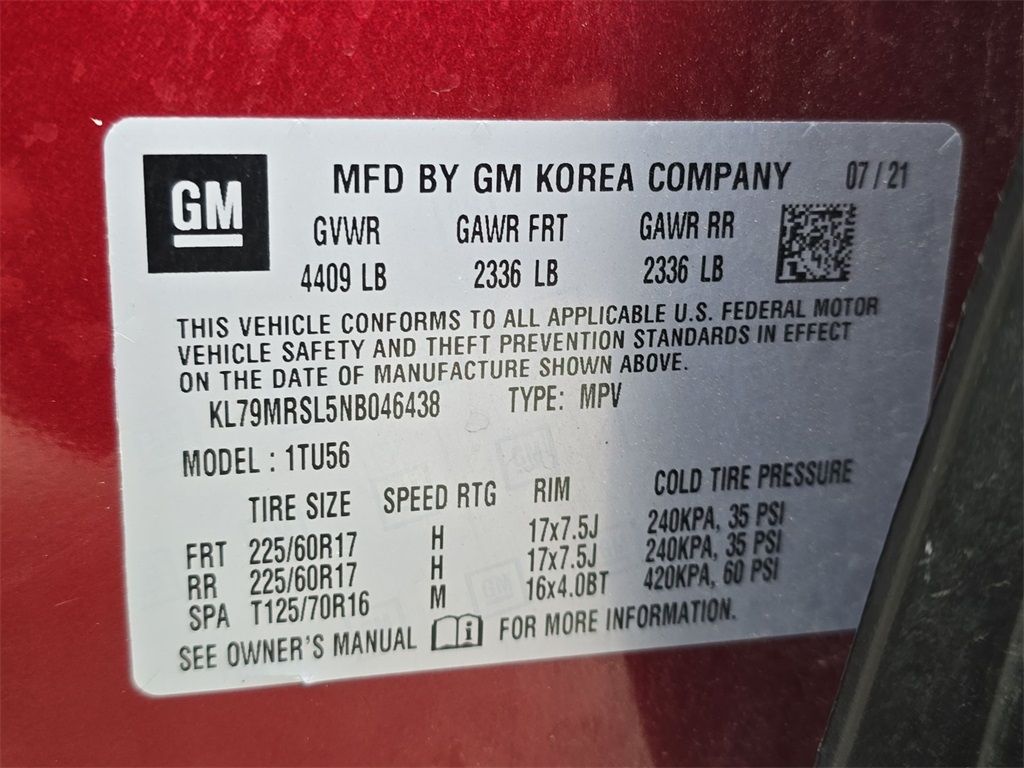 GM
MFD BY GM KOREA COMPANY 07/21
GVWR GAWR FRT GAWR RR
4409 LB 2336 LB 2336 LB
THIS VEHICLE CONFORMS TO ALL APPLICABLE U.S. FEDERAL MOTOR
VEHICLE SAFETY AND THEFT PREVENTION STANDARDS IN EFFECT
ON THE DATE OF MANUFACTURE SHOWN ABOVE.
KL79MRSL5NB046438 TYPE: MPV
MODEL : 1TU56
TIRE SIZE SPEED RTG RIM COLD TIRE PRESSURE
FRT 225/60R17 H 17x7.5J 240KPA, 35 PSI
RR 225/60R17 H 17x7.5J 240KPA, 35 PSI
SPA T125/70R16 M 16x4.0BT 420KPA, 60 PSI
SEE OWNER'S MANUAL i FOR MORE INFORMATION.